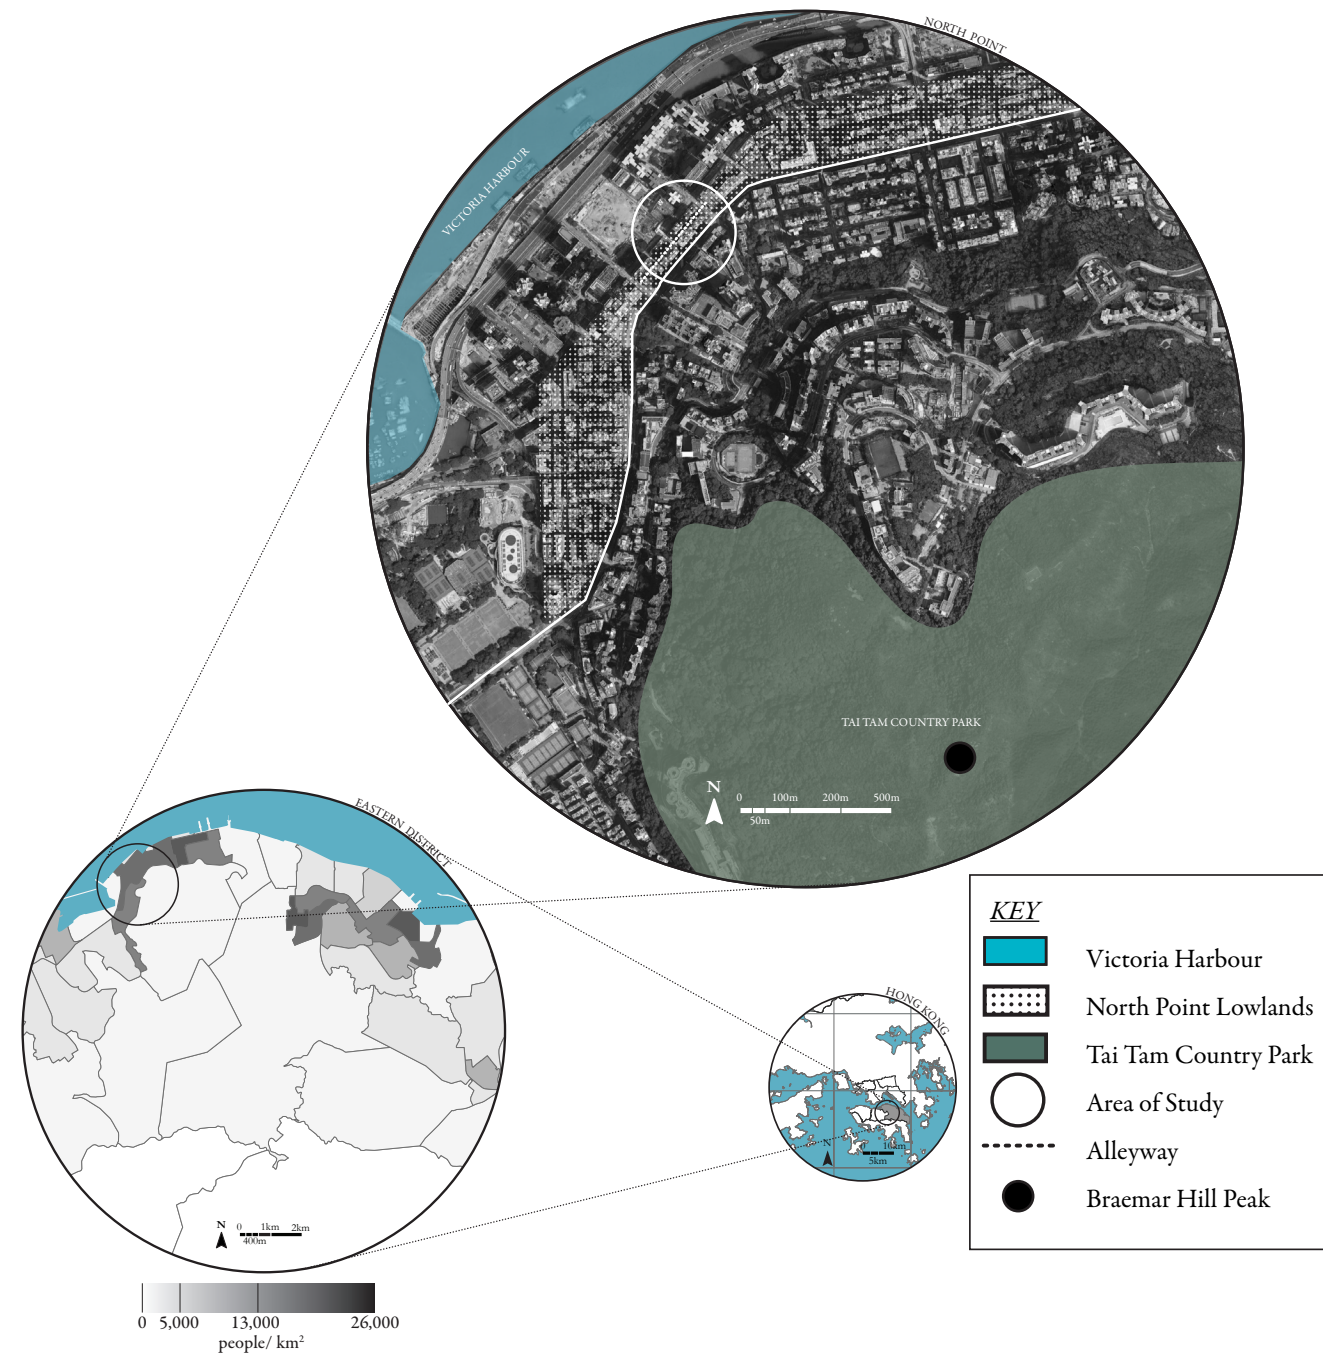 NORTH POINT
VICTORIA HARBOUR
TAI TAM COUNTRY PARK
N
0 100m 200m 500m
50m
EASTERN DISTRICT
HONG KONG
N
0 10km
5km
KEY
Victoria Harbour
North Point Lowlands
Tai Tam Country Park
Area of Study
Alleyway
Braemar Hill Peak
N
0 1km 2km
400m
0 5,000 13,000 26,000
people/ km²